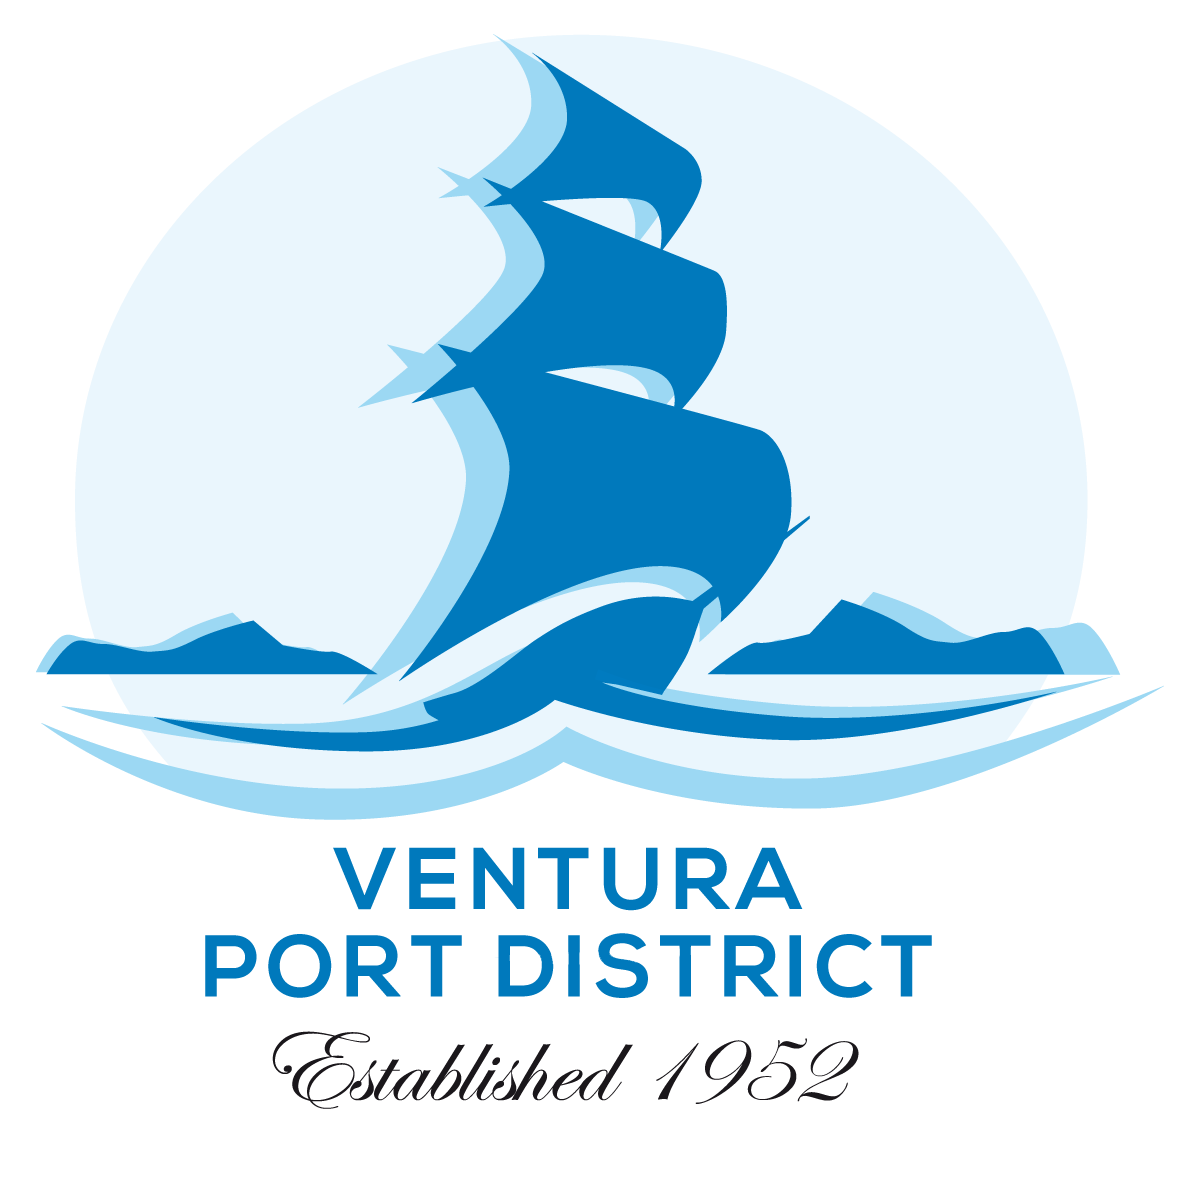 VENTURA
PORT DISTRICT
Established 1952